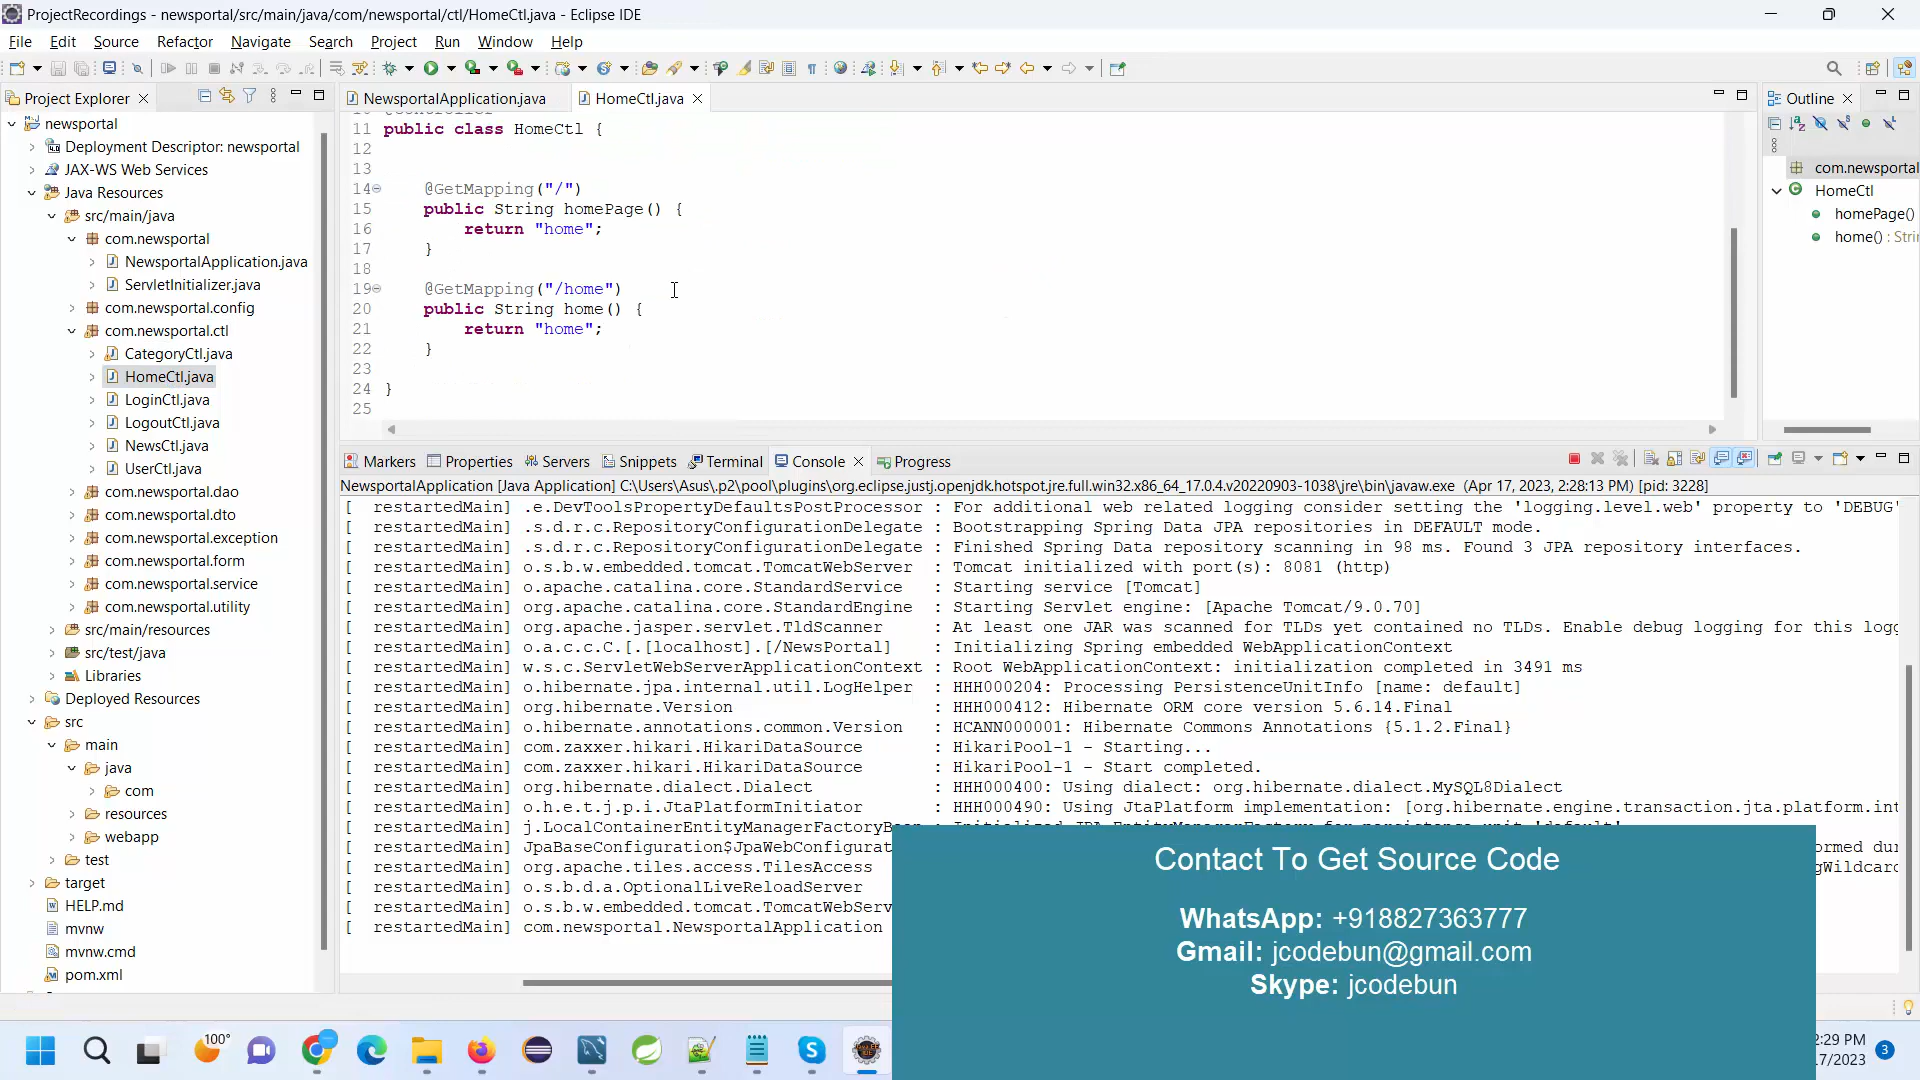 ProjectRecordings - newsportal/src/main/java/com/newsportal/ctl/HomeCtl.java - Eclipse IDE
File Edit Source Refactor Navigate Search Project Run Window Help
Project Explorer
newsportal
Deployment Descriptor: newsportal
JAX-WS Web Services
Java Resources
src/main/java
com.newsportal
NewsportalApplication.java
ServletInitializer.java
com.newsportal.config
com.newsportal.ctl
CategoryCtl.java
HomeCtl.java
LoginCtl.java
LogoutCtl.java
NewsCtl.java
UserCtl.java
com.newsportal.dao
com.newsportal.dto
com.newsportal.exception
com.newsportal.form
com.newsportal.service
com.newsportal.utility
src/main/resources
src/test/java
Libraries
Deployed Resources
src
main
java
com
resources
webapp
test
target
HELP.md
mvnw
mvnw.cmd
pom.xml
NewsportalApplication.java HomeCtl.java
11 public class HomeCtl {
12
13
14 @GetMapping("/")
15 public String homePage() {
16 return "home";
17 }
18
19 @GetMapping("/home")
20 public String home() {
21 return "home";
22 }
23
24 }
25
Outline
com.newsportal
HomeCtl
homePage()
home() : Stri
Markers Properties Servers Snippets Terminal Console Progress
NewsportalApplication [Java Application] C:\Users\Asus\.p2\pool\plugins\org.eclipse.justj.openjdk.hotspot.jre.full.win32.x86_64_17.0.4.v20220903-1038\jre\bin\javaw.exe (Apr 17, 2023, 2:28:13 PM) [pid: 3228]
[ restartedMain] .e.DevToolsPropertyDefaultsPostProcessor : For additional web related logging consider setting the 'logging.level.web' property to 'DEBUG'
[ restartedMain] .s.d.r.c.RepositoryConfigurationDelegate : Bootstrapping Spring Data JPA repositories in DEFAULT mode.
[ restartedMain] .s.d.r.c.RepositoryConfigurationDelegate : Finished Spring Data repository scanning in 98 ms. Found 3 JPA repository interfaces.
[ restartedMain] o.s.b.w.embedded.tomcat.TomcatWebServer : Tomcat initialized with port(s): 8081 (http)
[ restartedMain] o.apache.catalina.core.StandardService : Starting service [Tomcat]
[ restartedMain] org.apache.catalina.core.StandardEngine : Starting Servlet engine: [Apache Tomcat/9.0.70]
[ restartedMain] org.apache.jasper.servlet.TldScanner : At least one JAR was scanned for TLDs yet contained no TLDs. Enable debug logging for this logg
[ restartedMain] o.a.c.c.C.[.[localhost].[/NewsPortal] : Initializing Spring embedded WebApplicationContext
[ restartedMain] w.s.c.ServletWebServerApplicationContext : Root WebApplicationContext: initialization completed in 3491 ms
[ restartedMain] o.hibernate.jpa.internal.util.LogHelper : HHH000204: Processing PersistenceUnitInfo [name: default]
[ restartedMain] org.hibernate.Version : HHH000412: Hibernate ORM core version 5.6.14.Final
[ restartedMain] o.hibernate.annotations.common.Version : HCANN000001: Hibernate Commons Annotations {5.1.2.Final}
[ restartedMain] com.zaxxer.hikari.HikariDataSource : HikariPool-1 - Starting...
[ restartedMain] com.zaxxer.hikari.HikariDataSource : HikariPool-1 - Start completed.
[ restartedMain] org.hibernate.dialect.Dialect : HHH000400: Using dialect: org.hibernate.dialect.MySQL8Dialect
[ restartedMain] o.h.e.t.j.p.i.JtaPlatformInitiator : HHH000490: Using JtaPlatform implementation: [org.hibernate.engine.transaction.jta.platform.int
[ restartedMain] j.LocalContainerEntityManagerFactoryBean
[ restartedMain] JpaBaseConfiguration$JpaWebConfigurat ormed dur
[ restartedMain] org.apache.tiles.access.TilesAccess gWildcard
[ restartedMain] o.s.b.d.a.OptionalLiveReloadServer
[ restartedMain] o.s.b.w.embedded.tomcat.TomcatWebServ
[ restartedMain] com.newsportal.NewsportalApplication
Contact To Get Source Code
WhatsApp: +918827363777
Gmail: jcodebun@gmail.com
Skype: jcodebun
100°
2:29 PM
7/2023
3